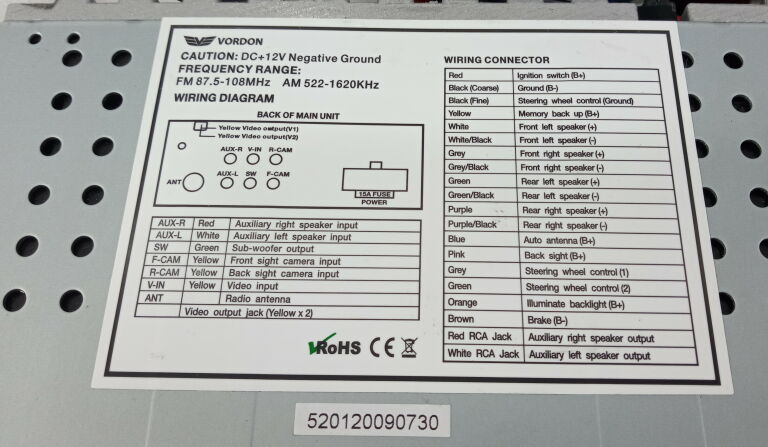 VORDON
CAUTION: DC+12V Negative Ground
FREQUENCY RANGE:
FM 87.5-108MHz AM 522-1620KHz
WIRING DIAGRAM
BACK OF MAIN UNIT
Yellow Video output(V1)
Yellow Video output(V2)
AUX-R V-IN R-CAM
AUX-L SW F-CAM
ANT
15A FUSE
POWER
AUX-R Red Auxiliary right speaker input
AUX-L White Auxiliary left speaker input
SW Green Sub-woofer output
F-CAM Yellow Front sight camera input
R-CAM Yellow Back sight camera input
V-IN Yellow Video input
ANT Radio antenna
Video output jack (Yellow x 2)
RoHS CE
WIRING CONNECTOR
Red Ignition switch (B+)
Black (Coarse) Ground (B-)
Black (Fine) Steering wheel control (Ground)
Yellow Memory back up (B+)
White Front left speaker (+)
White/Black Front left speaker (-)
Grey Front right speaker (+)
Grey/Black Front right speaker (-)
Green Rear left speaker (+)
Green/Black Rear left speaker (-)
Purple Rear right speaker (+)
Purple/Black Rear right speaker (-)
Blue Auto antenna (B+)
Pink Back sight (B+)
Grey Steering wheel control (1)
Green Steering wheel control (2)
Orange Illuminate backlight (B+)
Brown Brake (B-)
Red RCA Jack Auxiliary right speaker output
White RCA Jack Auxiliary left speaker output
520120090730